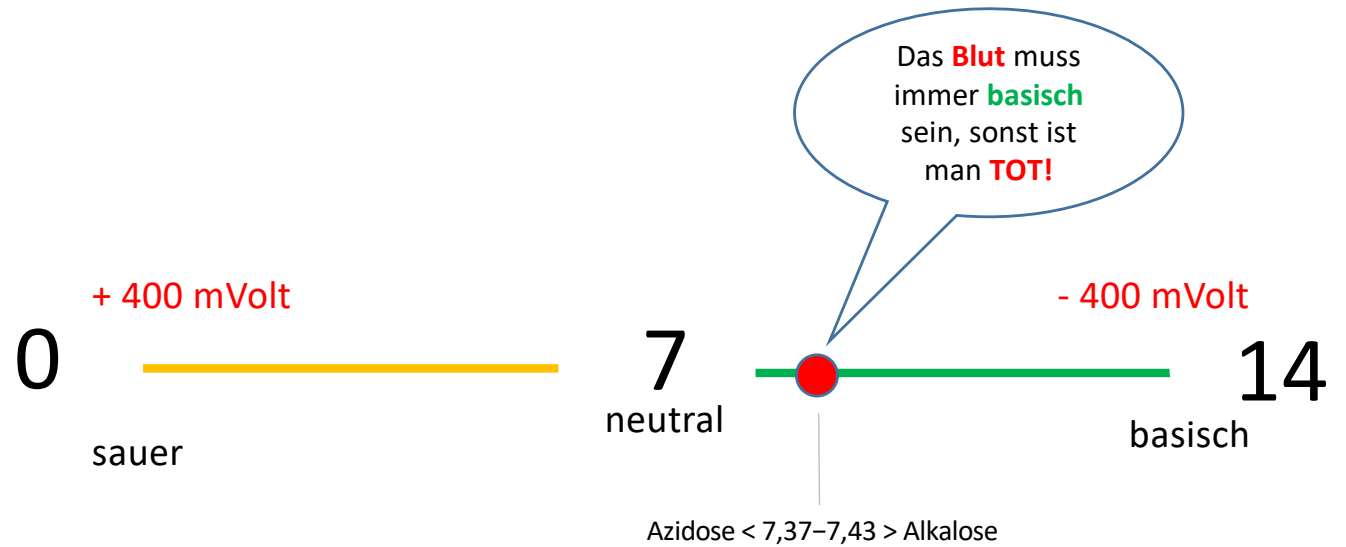 Das Blut muss
immer basisch
sein, sonst ist
man TOT!
+ 400 mVolt
- 400 mVolt
0
7
14
neutral
basisch
sauer
Azidose < 7,37–7,43 > Alkalose